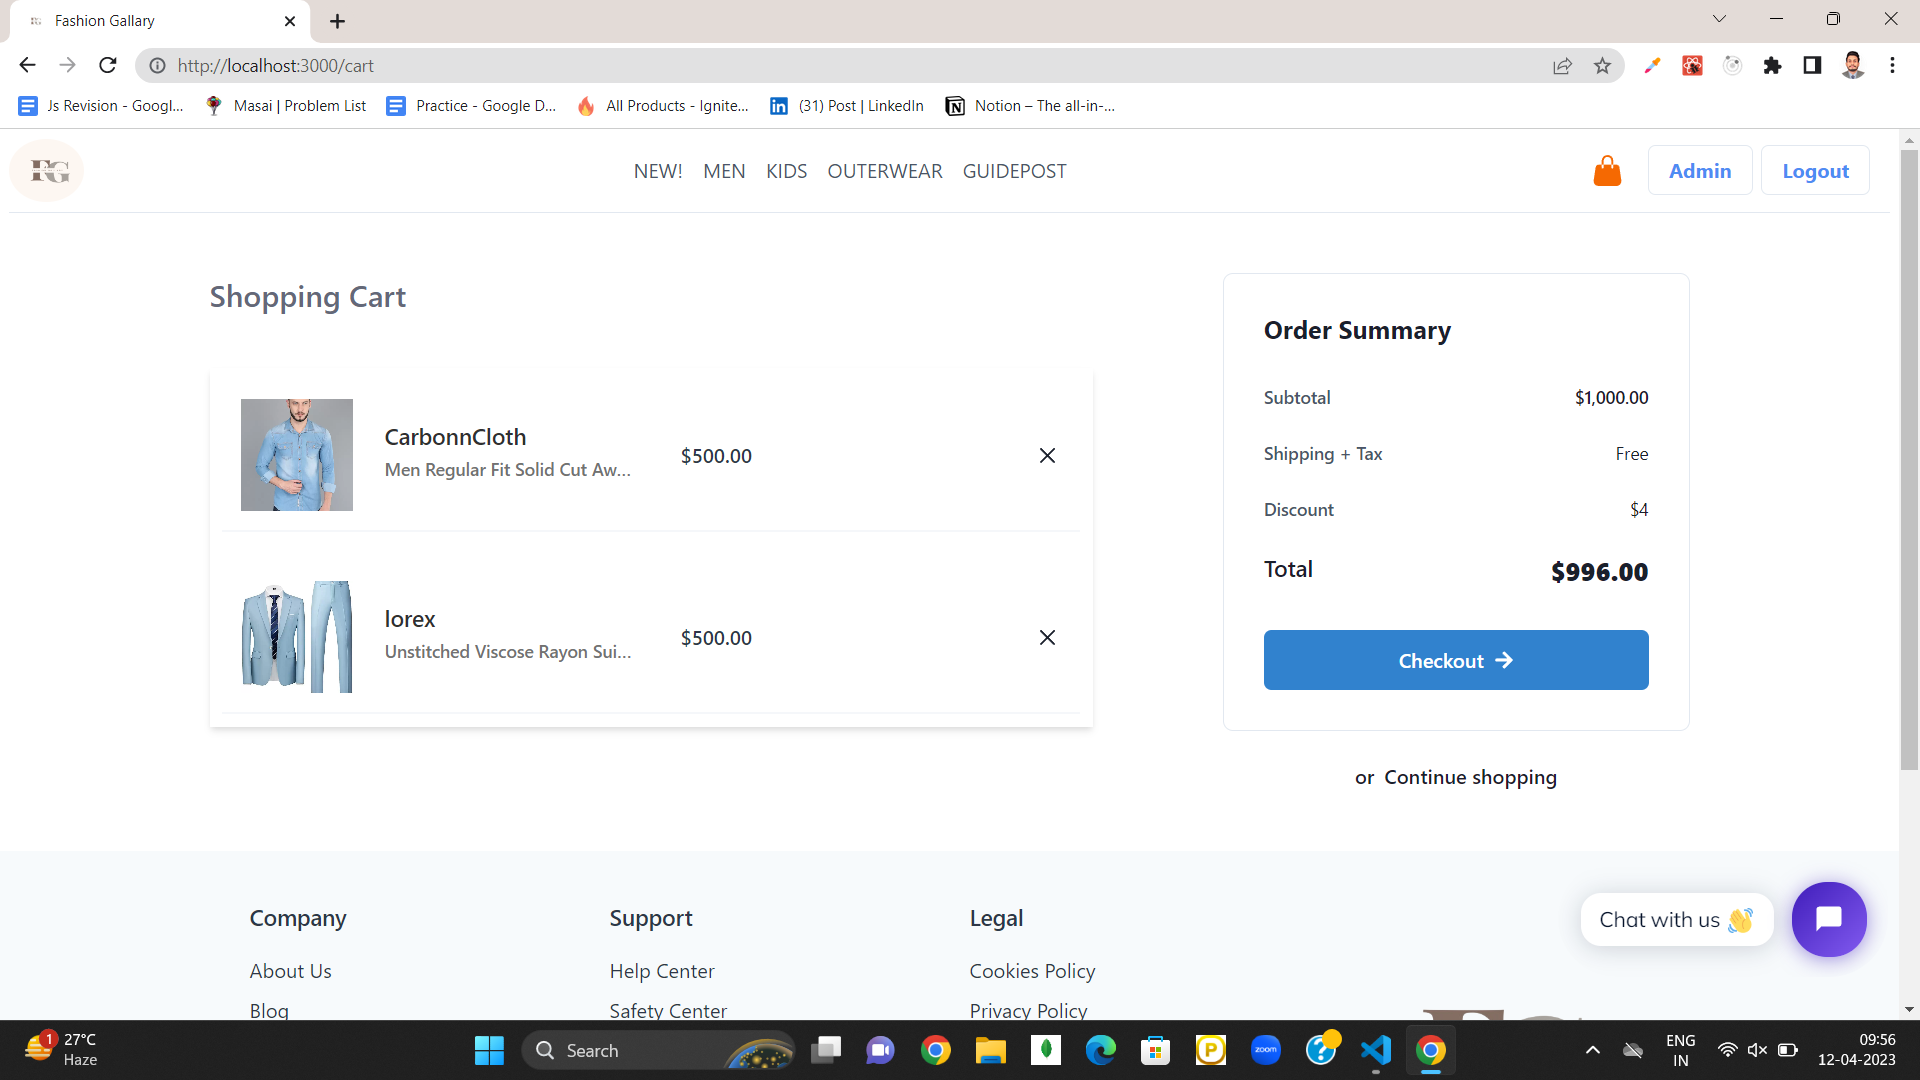 Fashion Gallary
http://localhost:3000/cart
Js Revision - Googl...
Masai | Problem List
Practice - Google D...
All Products - Ignite...
(31) Post | LinkedIn
Notion – The all-in-...
FG
NEW!
MEN
KIDS
OUTERWEAR
GUIDEPOST
Admin
Logout
Shopping Cart
CarbonnCloth
Men Regular Fit Solid Cut Aw...
$500.00
lorex
Unstitched Viscose Rayon Sui...
$500.00
Order Summary
Subtotal $1,000.00
Shipping + Tax Free
Discount $4
Total $996.00
Checkout
or Continue shopping
Company
About Us
Blog
Support
Help Center
Safety Center
Legal
Cookies Policy
Privacy Policy
Chat with us 👋
1
27°C
Haze
Search
zoom
ENG
IN
09:56
12-04-2023